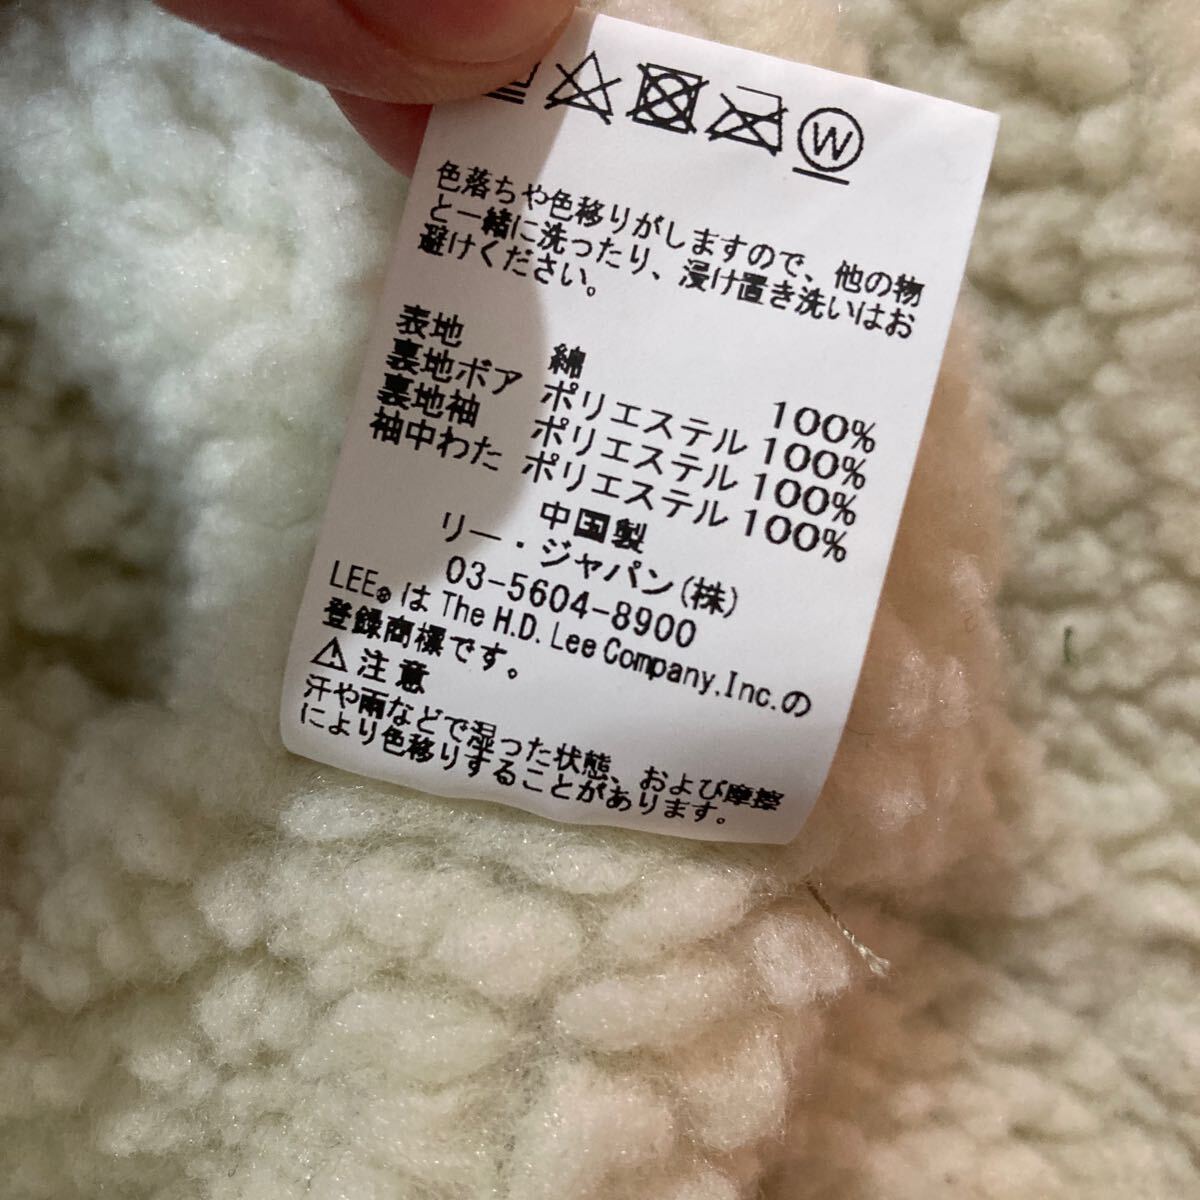 W
色落ちや色移りがしますので、他の物
と一緒に洗ったり、浸け置き洗いはお
避けください。
表地 綿 100%
裏地ボア ポリエステル 100%
裏地袖 ポリエステル 100%
袖中わた ポリエステル 100%
中国製
リー・ジャパン(株)
03-5604-8900
LEE®は The H.D. Lee Company, Inc.の
登録商標です。
⚠注意
汗や雨などで湿った状態、および摩擦
により色移りすることがあります。